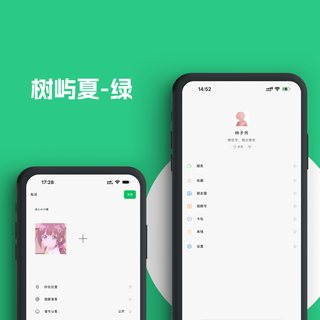 树屿夏-绿
14:52
服务
收藏
朋友圈
视频号
卡包
表情
设置
17:28
取消
发表
所在位置
提醒谁看
谁可以看
公开